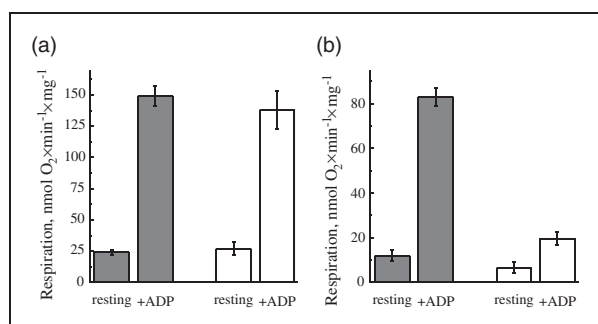 (a)
Respiration, nmol O₂×min⁻¹×mg⁻¹
150
125
75
50
25
0
resting +ADP
resting +ADP
(b)
Respiration, nmol O₂×min⁻¹×mg⁻¹
80
60
40
20
0
resting +ADP
resting +ADP